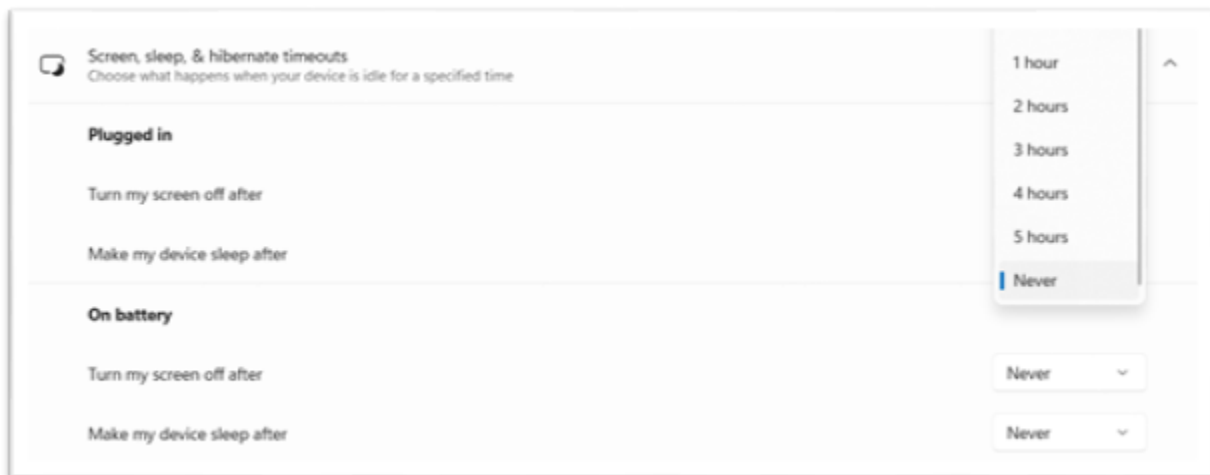 Screen, sleep, & hibernate timeouts
Choose what happens when your device is idle for a specified time
1 hour
2 hours
Plugged in
3 hours
Turn my screen off after
4 hours
5 hours
Make my device sleep after
Never
On battery
Turn my screen off after
Never
Make my device sleep after
Never